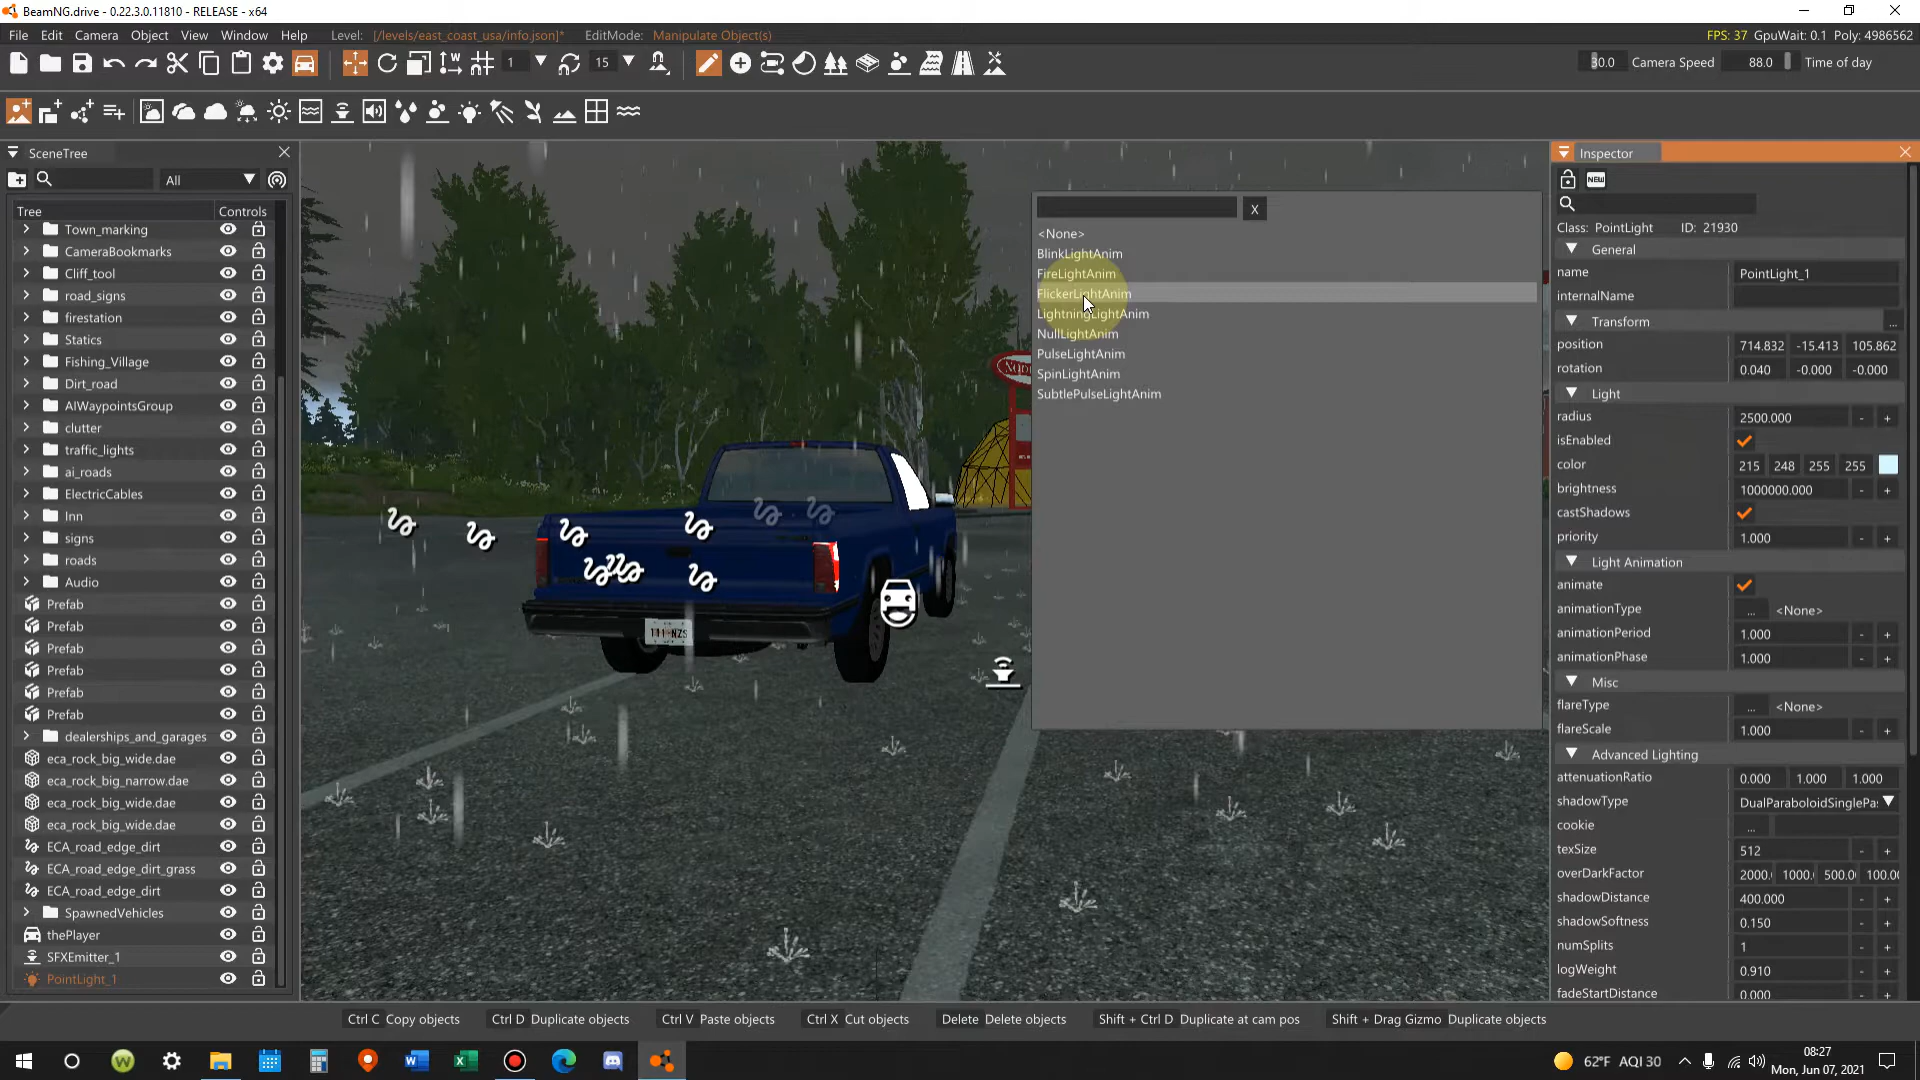 BeamNG.drive - 0.22.3.0.11810 - RELEASE - x64
File Edit Camera Object View Window Help Level: [/levels/east_coast_usa/info.json]* EditMode: Manipulate Object(s) FPS: 37 GpuWait: 0.1 Poly: 4986562
1 15 30.0 Camera Speed 88.0 Time of day
SceneTree
All
Tree Controls
Town_marking
CameraBookmarks
Cliff_tool
road_signs
firestation
Statics
Fishing_Village
Dirt_road
AIWaypointsGroup
clutter
traffic_lights
ai_roads
ElectricCables
Inn
signs
roads
Audio
Prefab
Prefab
Prefab
Prefab
Prefab
Prefab
dealerships_and_garages
eca_rock_big_wide.dae
eca_rock_big_narrow.dae
eca_rock_big_wide.dae
eca_rock_big_wide.dae
ECA_road_edge_dirt
ECA_road_edge_dirt_grass
ECA_road_edge_dirt
SpawnedVehicles
thePlayer
SFXEmitter_1
PointLight_1
111-NZS
X
<None>
BlinkLightAnim
FireLightAnim
FlickerLightAnim
LightningLightAnim
NullLightAnim
PulseLightAnim
SpinLightAnim
SubtlePulseLightAnim
Inspector
NEW
Class: PointLight ID: 21930
General
name PointLight_1
internalName
Transform ...
position 714.832 -15.413 105.862
rotation 0.040 -0.000 -0.000
Light
radius 2500.000 - +
isEnabled
color 215 248 255 255
brightness 1000000.000 - +
castShadows
priority 1.000 - +
Light Animation
animate
animationType ... <None>
animationPeriod 1.000 - +
animationPhase 1.000 - +
Misc
flareType ... <None>
flareScale 1.000 - +
Advanced Lighting
attenuationRatio 0.000 1.000 1.000
shadowType DualParaboloidSinglePa
cookie ...
texSize 512 - +
overDarkFactor 2000. 1000. 500.0 100.00
shadowDistance 400.000 - +
shadowSoftness 0.150 - +
numSplits 1 - +
logWeight 0.910 - +
fadeStartDistance 0.000 - +
Ctrl C Copy objects Ctrl D Duplicate objects Ctrl V Paste objects Ctrl X Cut objects Delete Delete objects Shift + Ctrl D Duplicate at cam pos Shift + Drag Gizmo Duplicate objects
62°F AQI 30
08:27
Mon, Jun 07, 2021